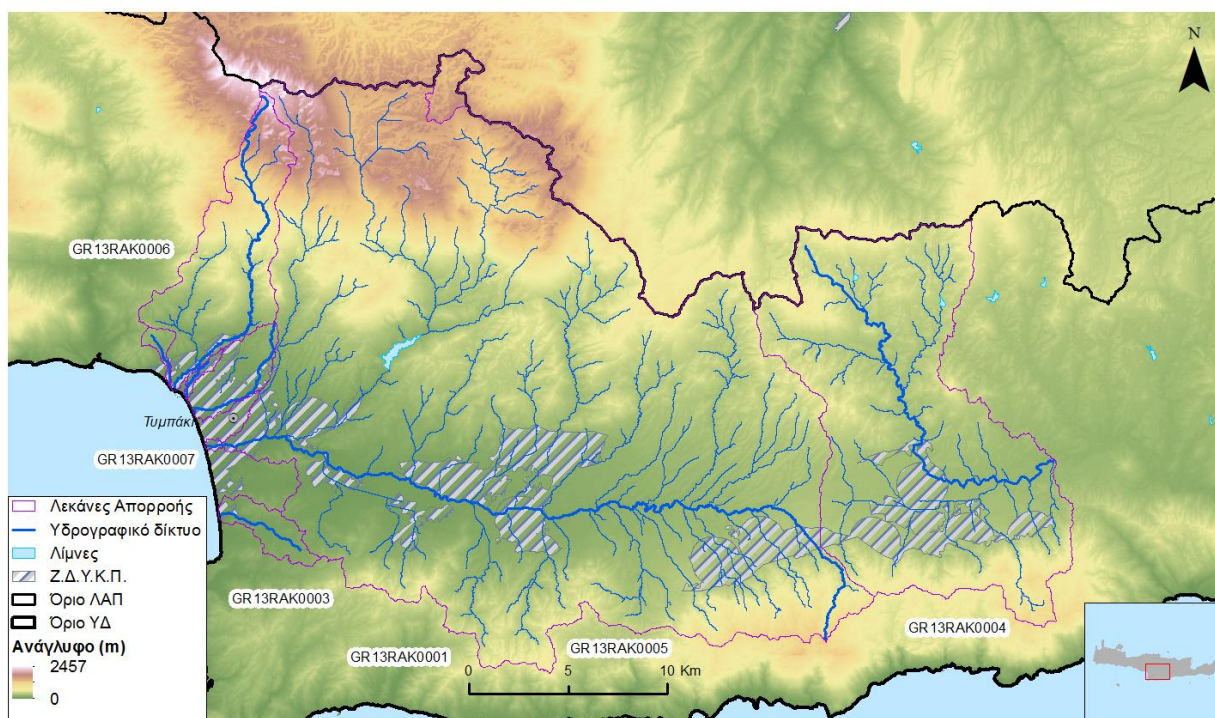 N
GR13RAK0006
Τυμπάκι
GR13RAK0007
GR13RAK0003
GR13RAK0001
GR13RAK0005
GR13RAK0004
Λεκάνες Απορροής
Υδρογραφικό δίκτυο
Λίμνες
Ζ.Δ.Υ.Κ.Π.
Όριο ΛΑΠ
Όριο ΥΔ
Ανάγλυφο (m)
2457
0
0 5 10 Km